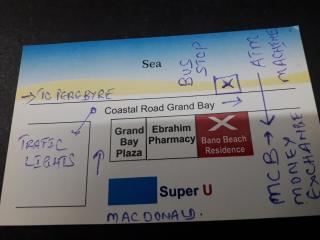 Sea
BUS
STOP
ATM
MACHINE
X
TO PEREBYRE
Coastal Road Grand Bay
TRAFIC
LIGHTS
Grand
Bay
Plaza
Ebrahim
Pharmacy
X
Bano Beach
Residence
Super U
MACDONALD.
MCB →
MONEY
EXCHANGE